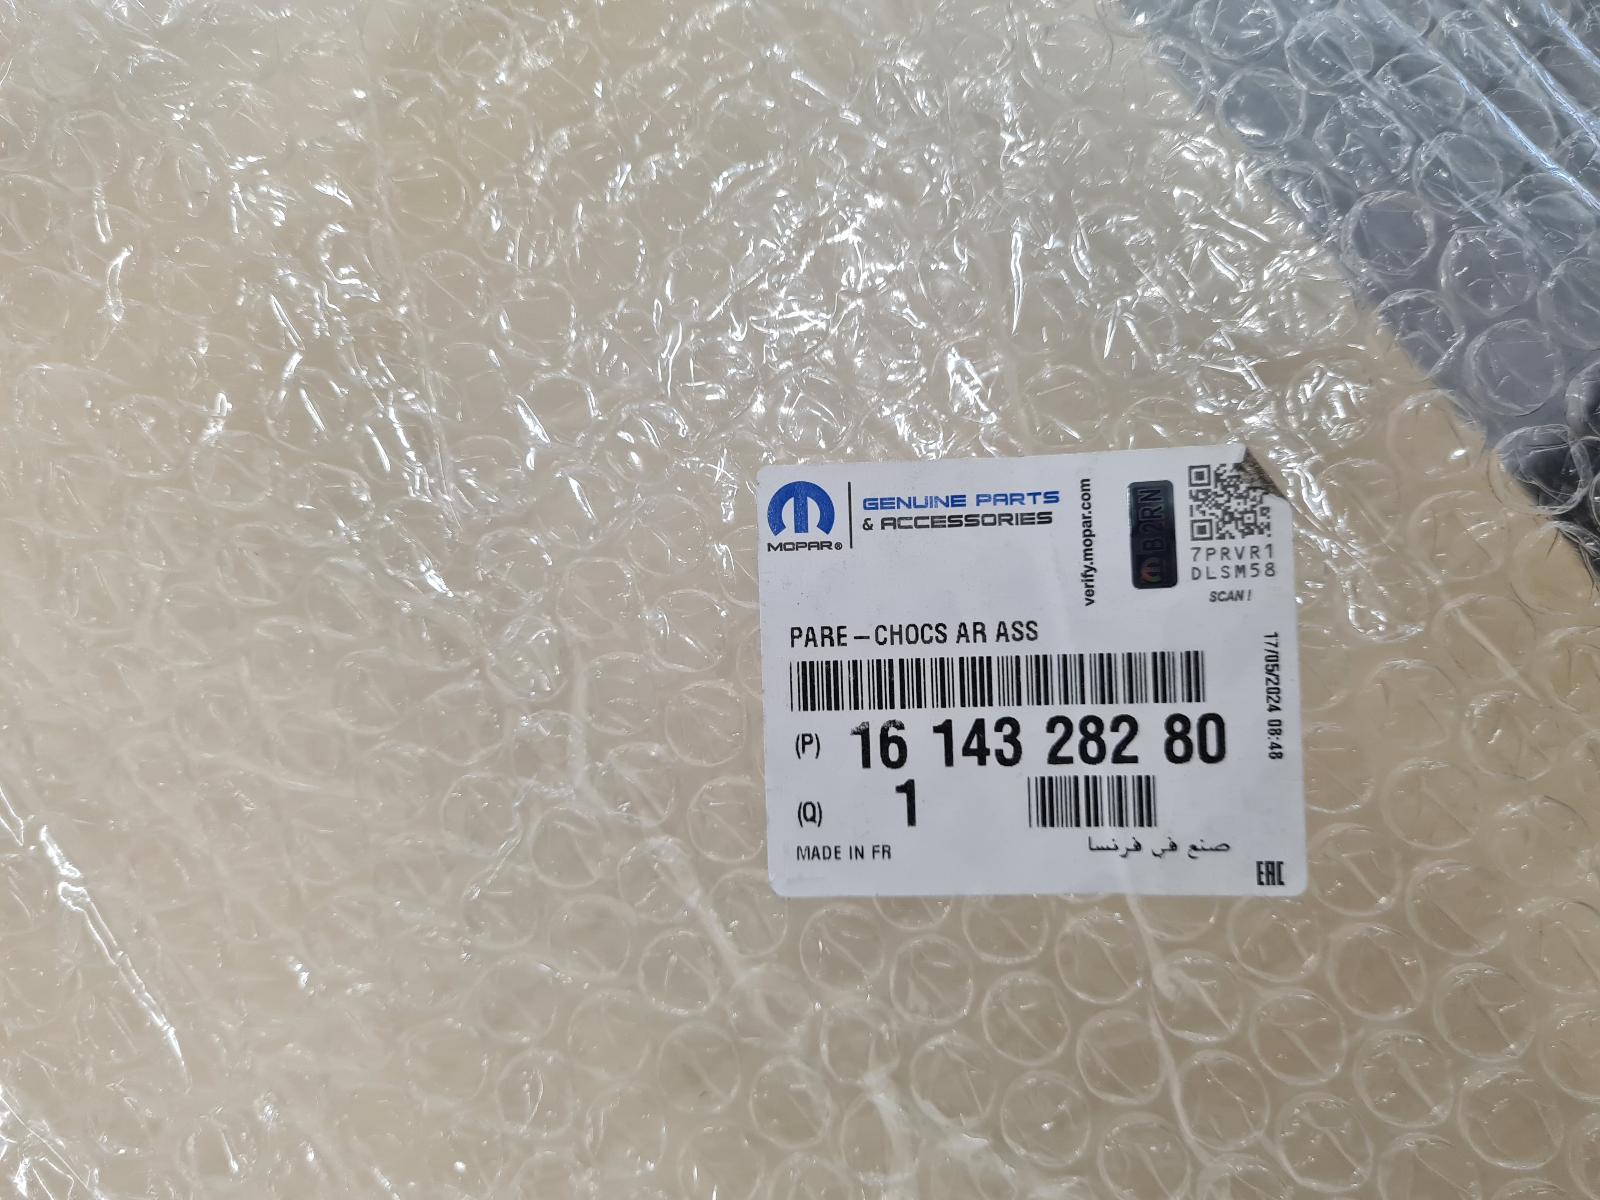 MOPAR®
GENUINE PARTS
& ACCESSORIES
verify.mopar.com
B2RN
7PRVR1
DLSM58
SCAN!
PARE-CHOCS AR ASS
17/05/2024 08:48
(P) 16 143 282 80
(Q) 1
MADE IN FR
صنع في فرنسا
EAC